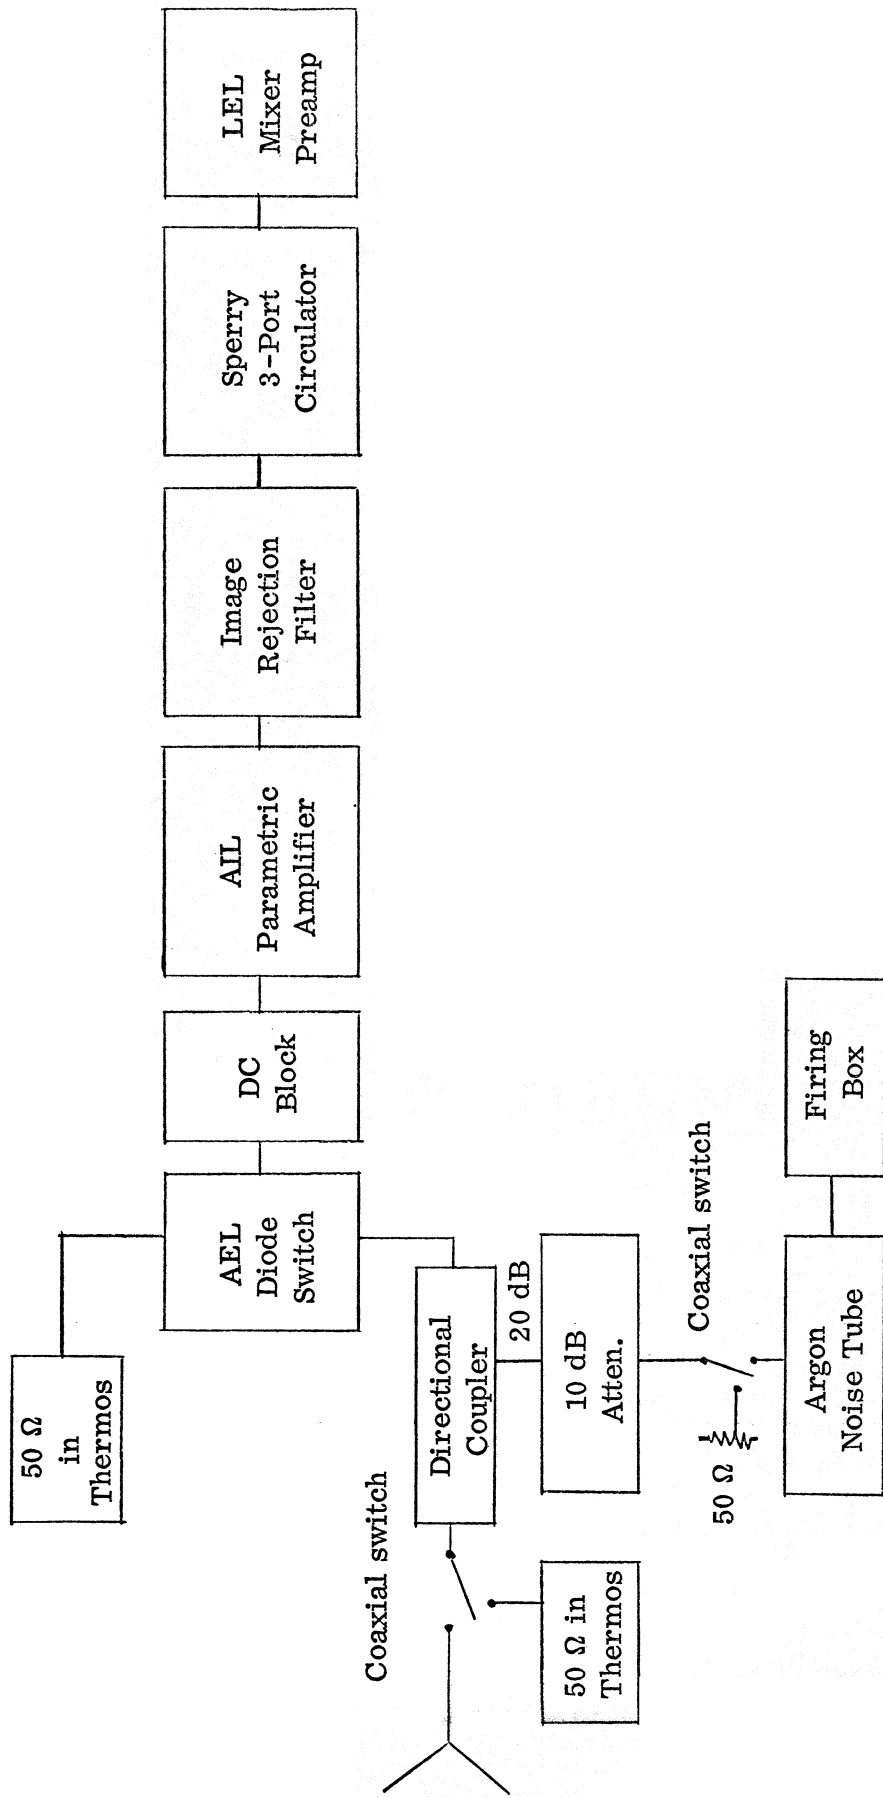 50 Ω
in
Thermos
AEL
Diode
Switch
DC
Block
AIL
Parametric
Amplifier
Image
Rejection
Filter
Sperry
3-Port
Circulator
LEL
Mixer
Preamp
Coaxial switch
Directional
Coupler
20 dB
50 Ω in
Thermos
10 dB
Atten.
Coaxial switch
50 Ω
Argon
Noise Tube
Firing
Box